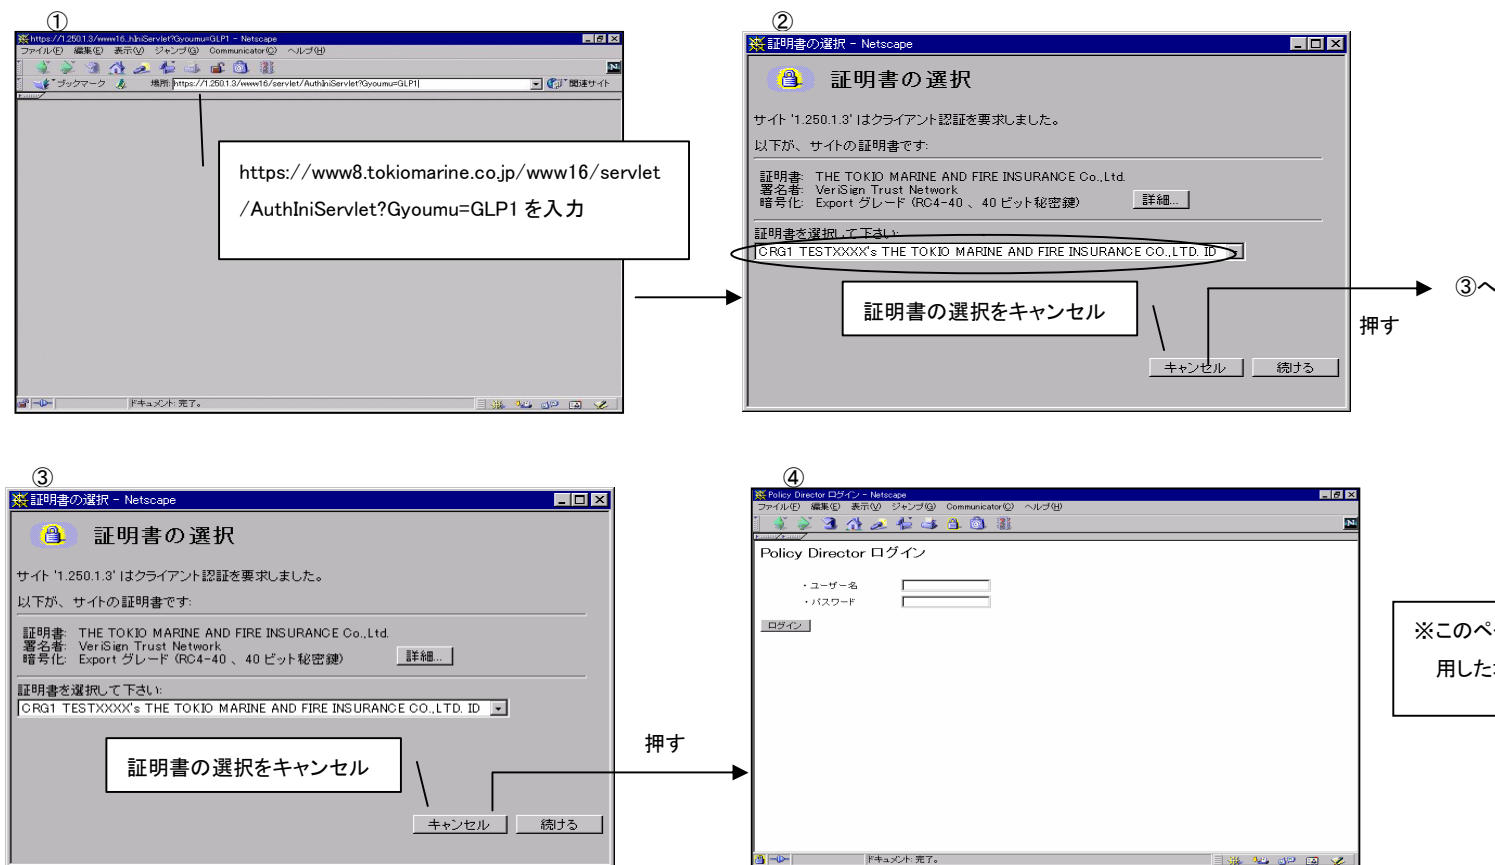 ①
https://1.250.1.3/www16..hIniServlet?Gyoumu=GLP1 - Netscape
ファイル(F) 編集(E) 表示(V) ジャンプ(G) Communicator(C) ヘルプ(H)
ブックマーク 場所: https://1.250.1.3/www16/servlet/AuthIniServlet?Gyoumu=GLP1 関連サイト
https://www8.tokiomarine.co.jp/www16/servlet
/AuthIniServlet?Gyoumu=GLP1 を入力
ドキュメント: 完了。
②
証明書の選択 - Netscape
証明書の選択
サイト '1.250.1.3' はクライアント認証を要求しました。
以下が、サイトの証明書です:
証明書: THE TOKIO MARINE AND FIRE INSURANCE Co.,Ltd.
署名者: VeriSign Trust Network
暗号化: Export グレード (RC4-40 、40 ビット秘密鍵)
詳細...
証明書を選択して下さい:
CRG1 TESTXXXX's THE TOKIO MARINE AND FIRE INSURANCE CO.,LTD. ID
証明書の選択をキャンセル
キャンセル 続ける
③へ
押す
③
証明書の選択 - Netscape
証明書の選択
サイト '1.250.1.3' はクライアント認証を要求しました。
以下が、サイトの証明書です:
証明書: THE TOKIO MARINE AND FIRE INSURANCE Co.,Ltd.
署名者: VeriSign Trust Network
暗号化: Export グレード (RC4-40 、40 ビット秘密鍵)
詳細...
証明書を選択して下さい:
CRG1 TESTXXXX's THE TOKIO MARINE AND FIRE INSURANCE CO.,LTD. ID
証明書の選択をキャンセル
キャンセル 続ける
押す
④
Policy Director ログイン - Netscape
ファイル(F) 編集(E) 表示(V) ジャンプ(G) Communicator(C) ヘルプ(H)
Policy Director ログイン
・ユーザー名
・パスワード
ログイン
ドキュメント: 完了。
※このペ
用した